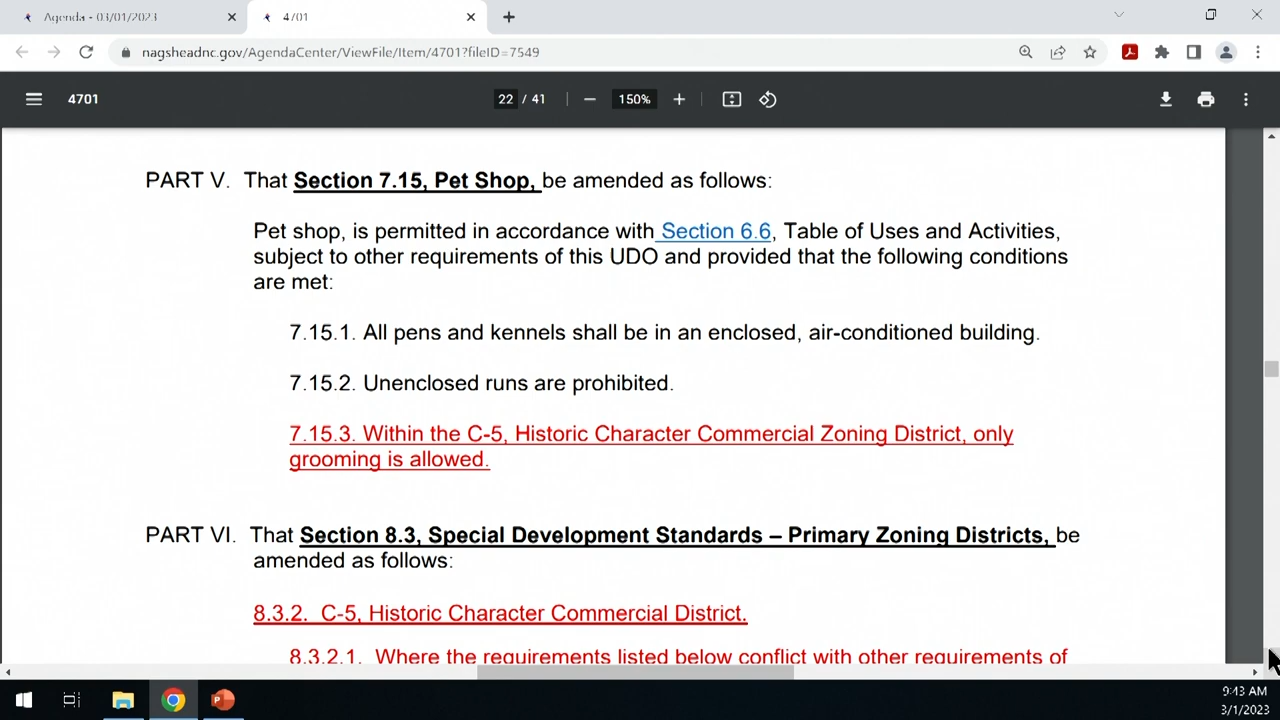 Agenda - 03/01/2023
4701
nagsheadnc.gov/AgendaCenter/ViewFile/Item/4701?fileID=7549
4701
22 / 41
150%
PART V. That Section 7.15, Pet Shop, be amended as follows:
Pet shop, is permitted in accordance with Section 6.6, Table of Uses and Activities,
subject to other requirements of this UDO and provided that the following conditions
are met:
7.15.1. All pens and kennels shall be in an enclosed, air-conditioned building.
7.15.2. Unenclosed runs are prohibited.
7.15.3. Within the C-5, Historic Character Commercial Zoning District, only
grooming is allowed.
PART VI. That Section 8.3, Special Development Standards – Primary Zoning Districts, be
amended as follows:
8.3.2. C-5, Historic Character Commercial District.
8.3.2.1. Where the requirements listed below conflict with other requirements of
9:43 AM
3/1/2023